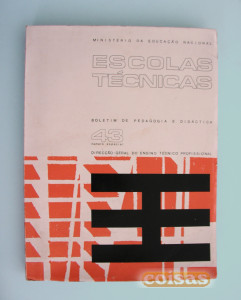 MINISTÉRIO DA EDUCAÇÃO NACIONAL
ESCOLAS
TÉCNICAS
BOLETIM DE PEDAGOGIA E DIDÁCTICA
43
DIRECÇÃO-GERAL DO ENSINO TÉCNICO PROFISSIONAL
coisas